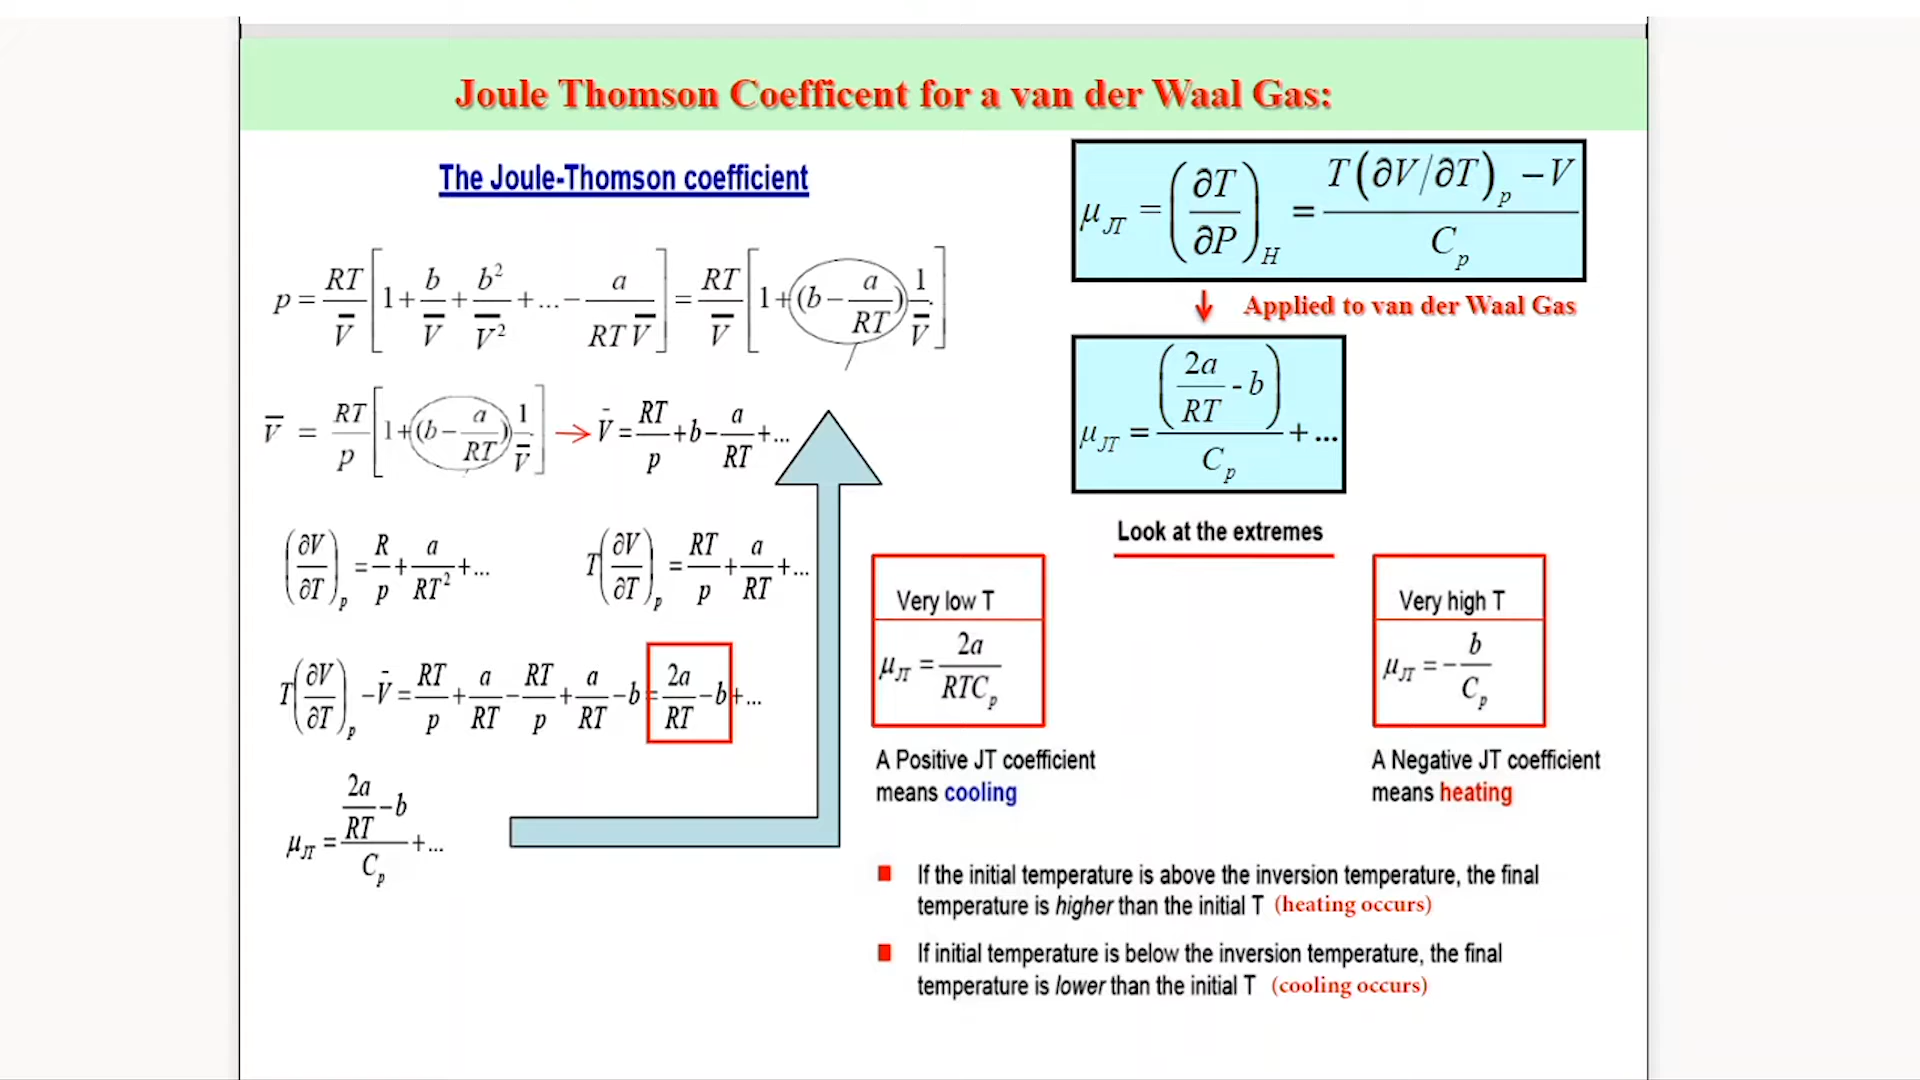 Joule Thomson Coefficent for a van der Waal Gas:
The Joule-Thomson coefficient
p = RT/V̅ [1 + b/V̅ + b²/V̅² + ... − a/(RTV̅)] = RT/V̅ [1 + (b − a/RT) 1/V̅]
V̅ = RT/p [1 + (b − a/RT) 1/V̅] → V̄ = RT/p + b − a/RT + ...
(∂V/∂T)p = R/p + a/RT² + ...
T(∂V/∂T)p = RT/p + a/RT + ...
T(∂V/∂T)p − V̄ = RT/p + a/RT − RT/p + a/RT − b = 2a/RT − b + ...
μJT = (2a/RT − b)/Cp + ...
μJT = (∂T/∂P)H = (T(∂V/∂T)p − V)/Cp
↓ Applied to van der Waal Gas
μJT = (2a/RT - b)/Cp + ...
Look at the extremes
Very low T
μJT = 2a/RTCp
A Positive JT coefficient
means cooling
Very high T
μJT = − b/Cp
A Negative JT coefficient
means heating
If the initial temperature is above the inversion temperature, the final
temperature is higher than the initial T (heating occurs)
If initial temperature is below the inversion temperature, the final
temperature is lower than the initial T (cooling occurs)